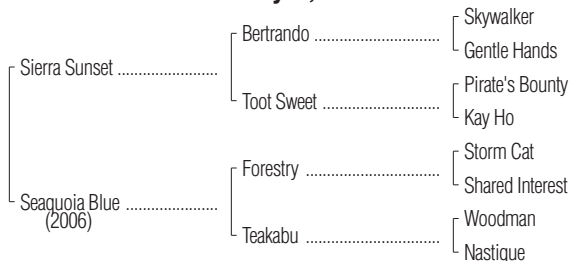 Skywalker
Bertrando ..........................................
Gentle Hands
Sierra Sunset ..........................
Pirate's Bounty
Toot Sweet ........................................
Kay Ho
Storm Cat
Forestry ............................................
Shared Interest
Seaquoia Blue ........................
(2006)
Woodman
Teakabu ............................................
Nastique